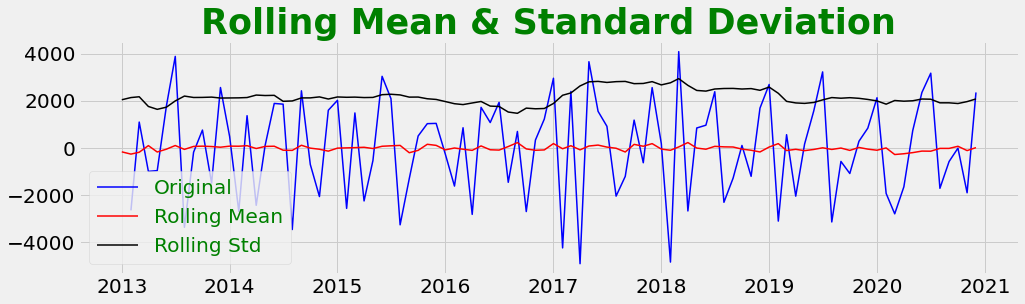 Rolling Mean & Standard Deviation
4000
2000
0
−2000
−4000
Original
Rolling Mean
Rolling Std
2013 2014 2015 2016 2017 2018 2019 2020 2021